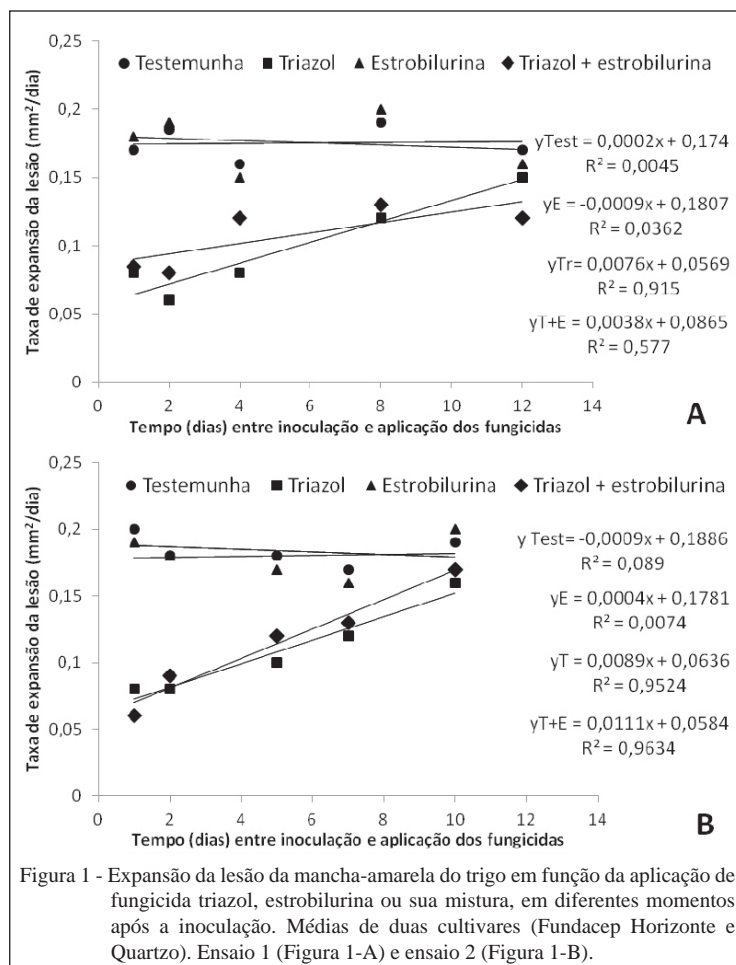 0,25
● Testemunha ■ Triazol ▲ Estrobilurina ◆ Triazol + estrobilurina
0,2
0,15
0,1
0,05
0
Taxa de expansão da lesão (mm²/dia)
yTest = 0,0002x + 0,174
R² = 0,0045
yE = -0,0009x + 0,1807
R² = 0,0362
yTr= 0,0076x + 0,0569
R² = 0,915
yT+E = 0,0038x + 0,0865
R² = 0,577
0 2 4 6 8 10 12 14
Tempo (dias) entre inoculação e aplicação dos fungicidas
A
0,25
● Testemunha ■ Triazol ▲ Estrobilurina ◆ Triazol + estrobilurina
0,2
0,15
0,1
0,05
0
Taxa de expansão da lesão (mm²/dia)
y Test= -0,0009x + 0,1886
R² = 0,089
yE = 0,0004x + 0,1781
R² = 0,0074
yT = 0,0089x + 0,0636
R² = 0,9524
yT+E = 0,0111x + 0,0584
R² = 0,9634
0 2 4 6 8 10 12 14
Tempo (dias) entre inoculação e aplicação dos fungicidas
B
Figura 1 - Expansão da lesão da mancha-amarela do trigo em função da aplicação de
fungicida triazol, estrobilurina ou sua mistura, em diferentes momentos
após a inoculação. Médias de duas cultivares (Fundacep Horizonte e
Quartzo). Ensaio 1 (Figura 1-A) e ensaio 2 (Figura 1-B).